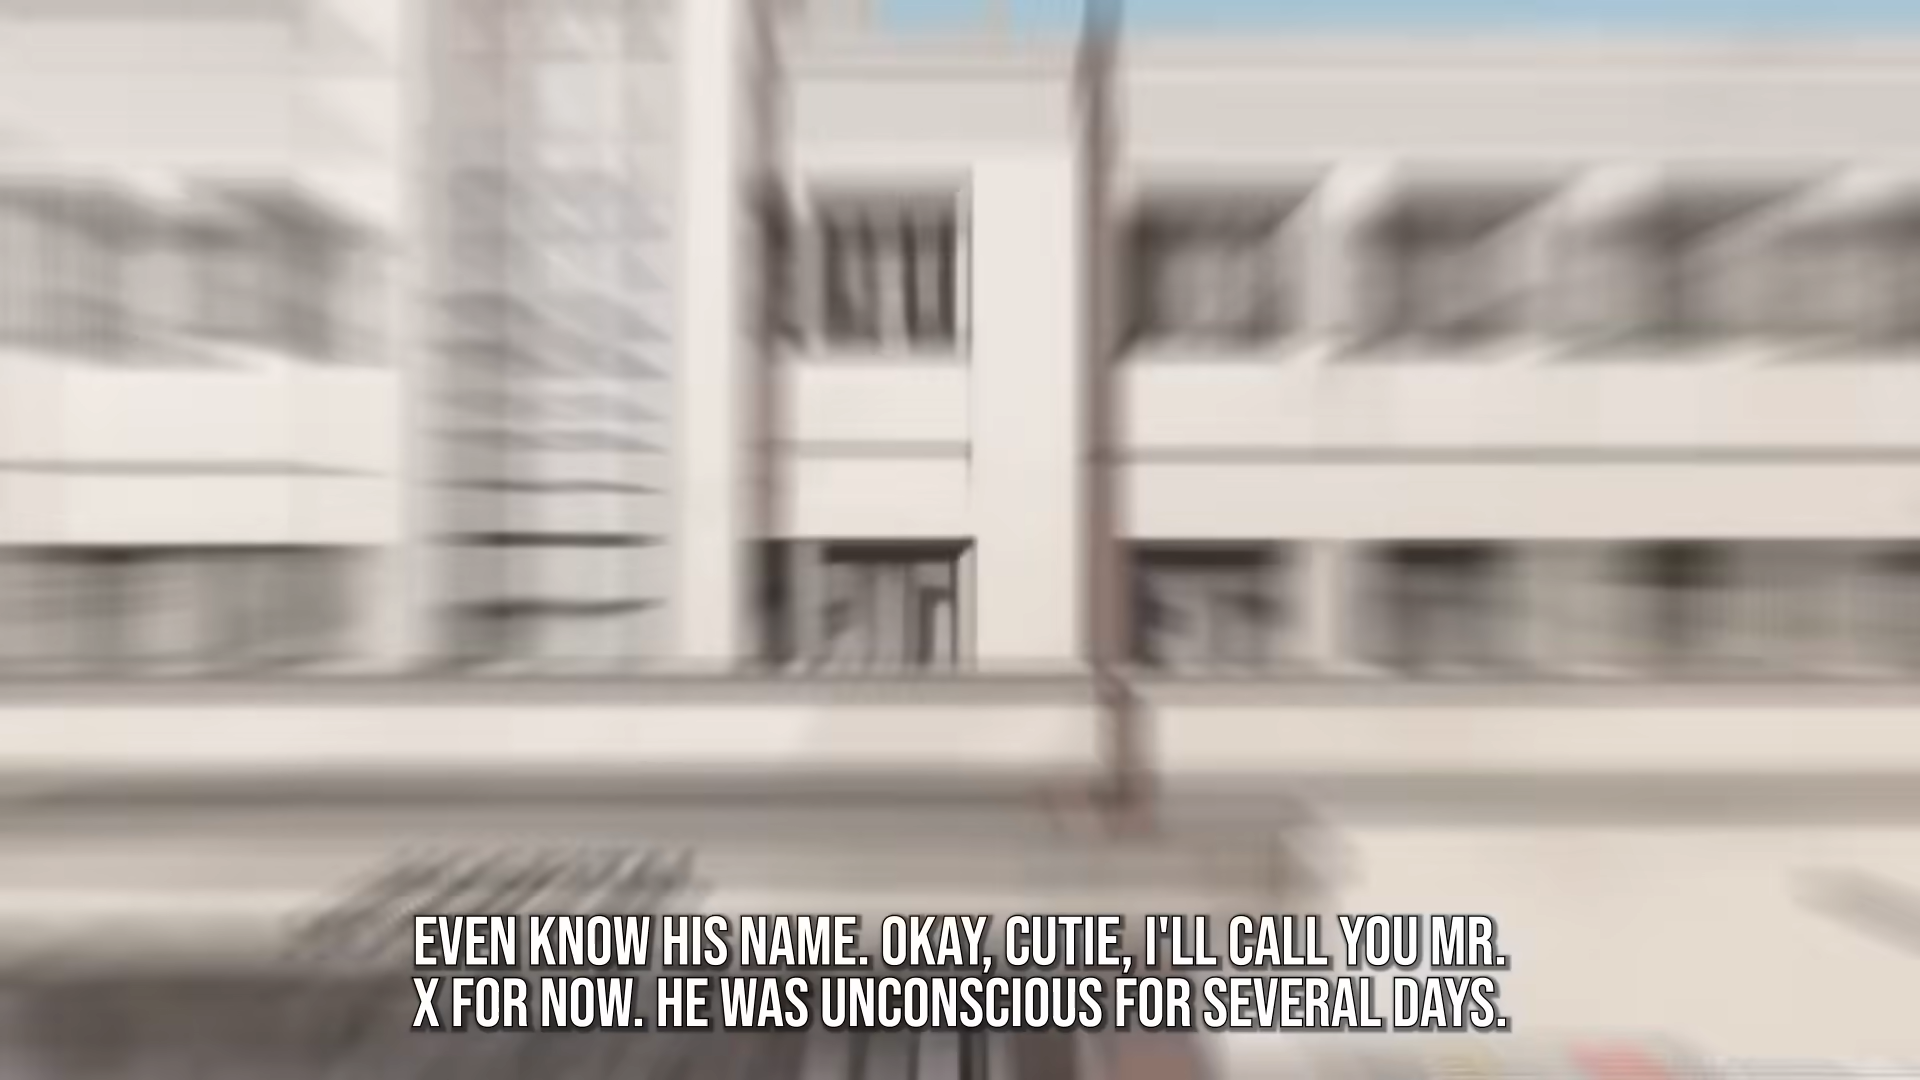 EVEN KNOW HIS NAME. OKAY, CUTIE, I'LL CALL YOU MR.
X FOR NOW. HE WAS UNCONSCIOUS FOR SEVERAL DAYS.